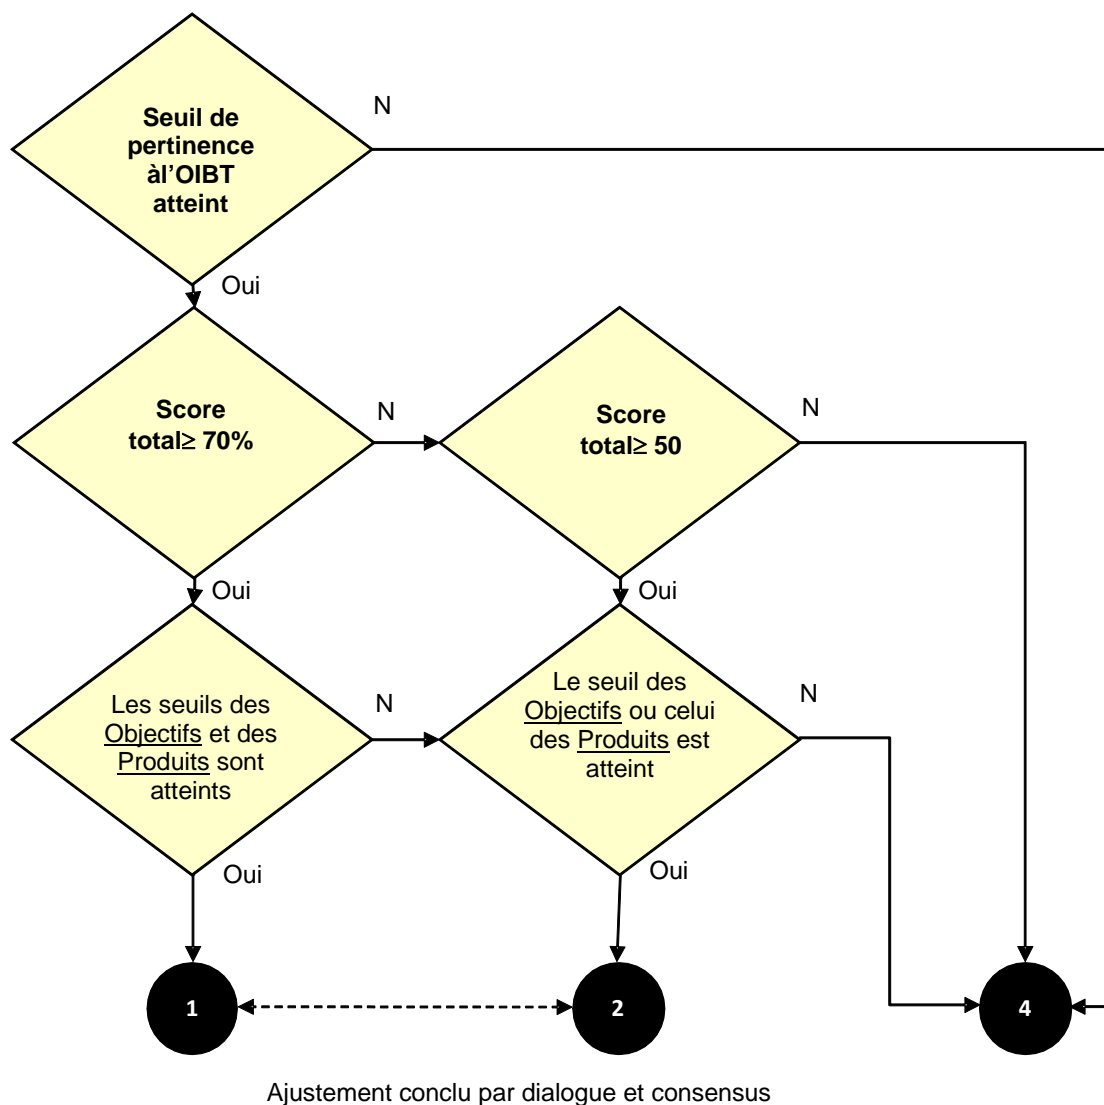 Seuil de
pertinence
àl’OIBT
atteint
N
Oui
Score
total≥ 70%
N
Score
total≥ 50
N
Oui
Oui
Les seuils des
Objectifs et des
Produits sont
atteints
N
Le seuil des
Objectifs ou celui
des Produits est
atteint
N
Oui
Oui
1
2
4
Ajustement conclu par dialogue et consensus